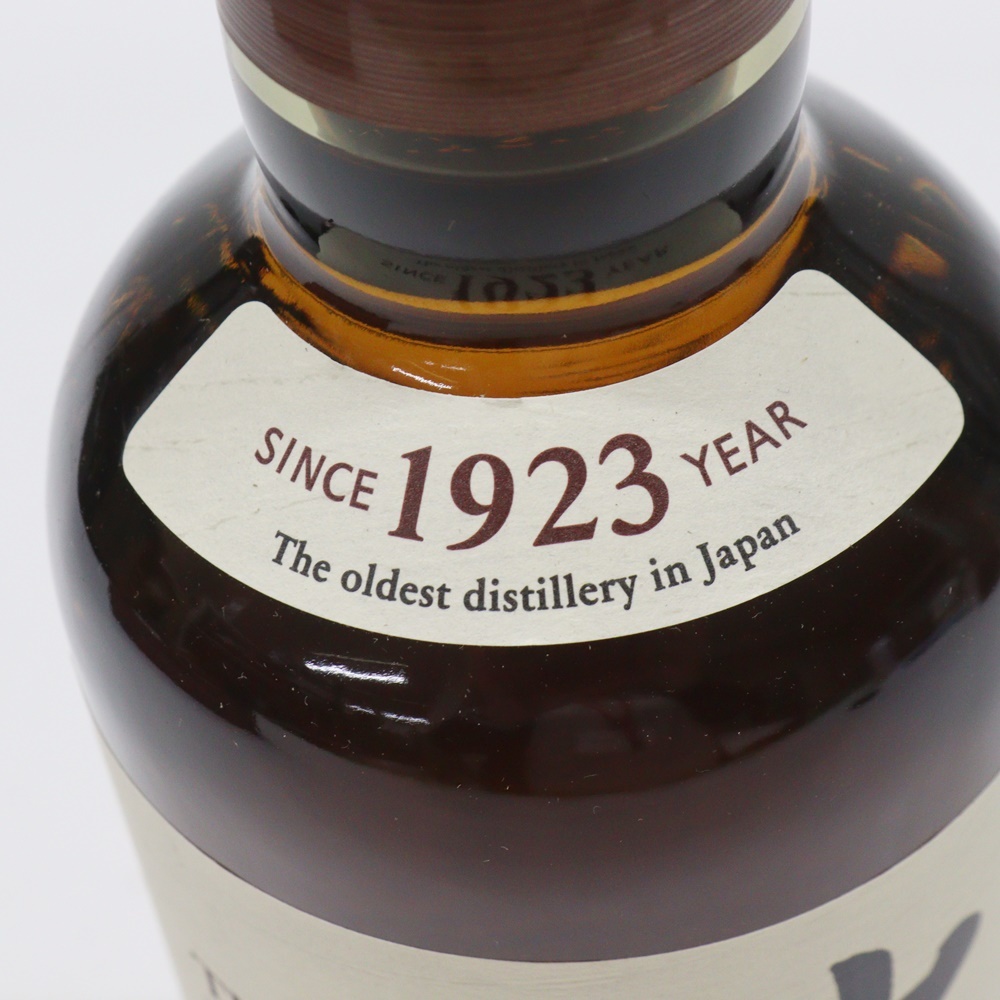 SINCE 1923 YEAR
The oldest distillery in Japan